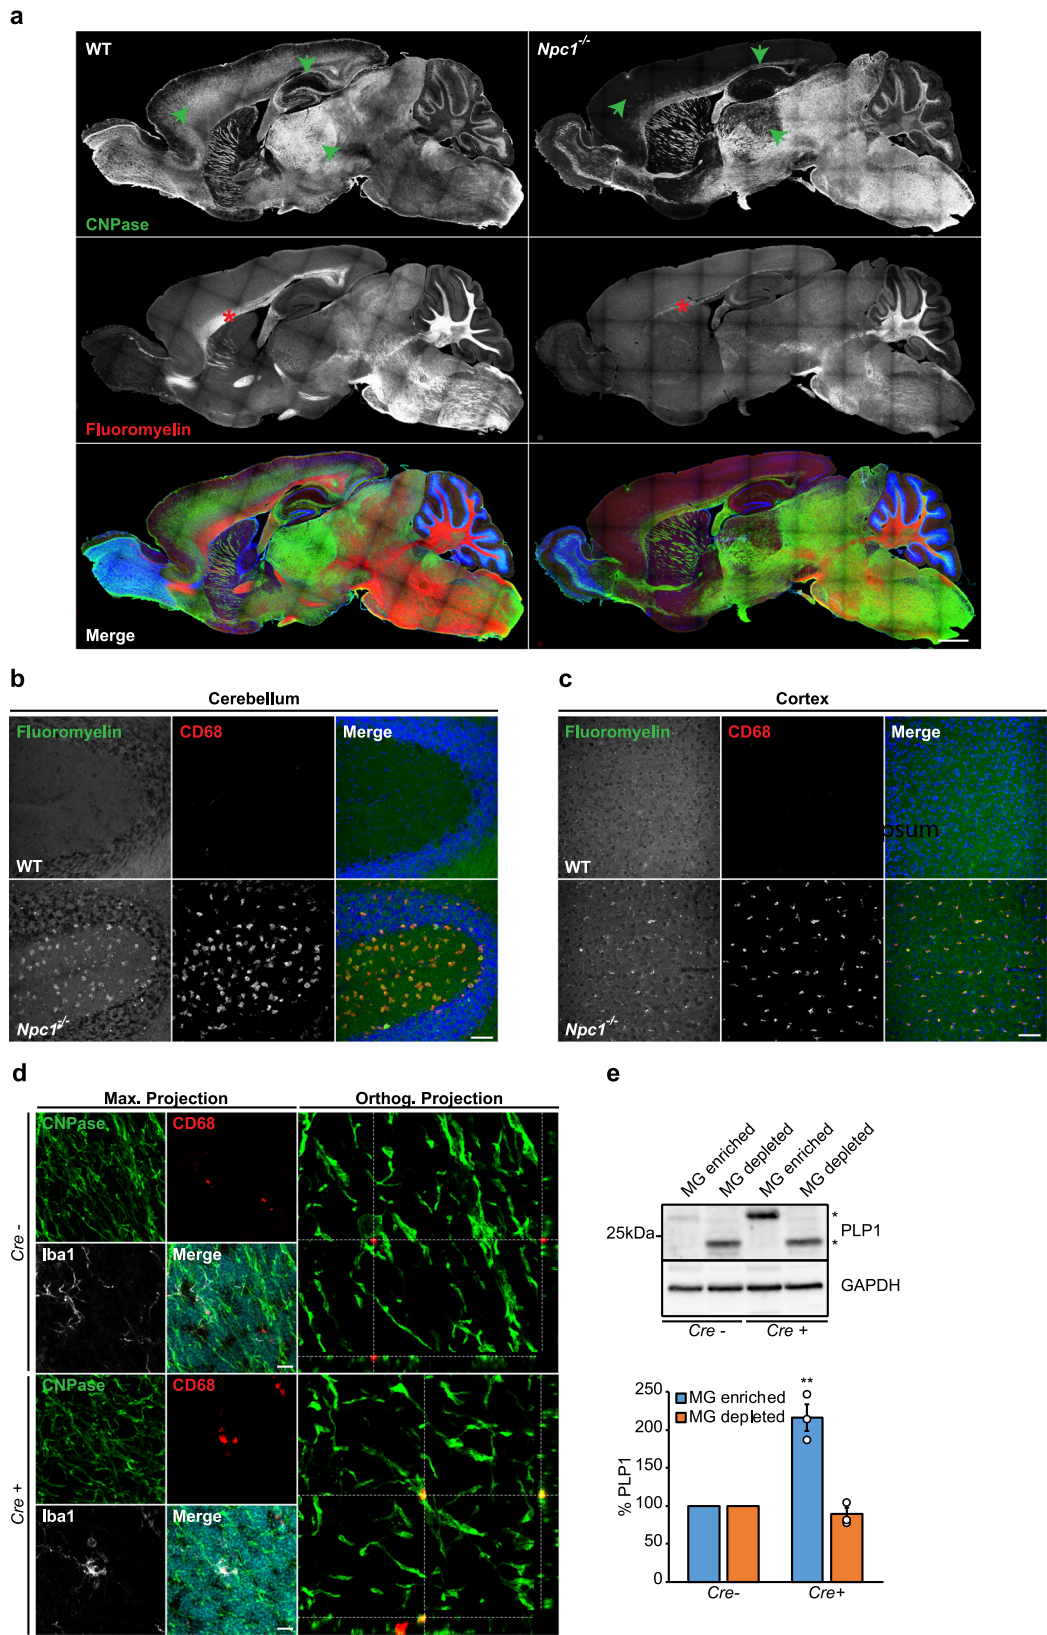 a
WT
Npc1-/-
CNPase
Fluoromyelin
Merge
b
c
Cerebellum
Cortex
Fluoromyelin
CD68
Merge
Fluoromyelin
CD68
Merge
psum
WT
WT
Npc1-/-
Npc1-/-
d
e
Max. Projection
Orthog. Projection
CNPase
CD68
Iba1
Merge
Cre -
CNPase
CD68
Iba1
Merge
Cre +
MG enriched
MG depleted
MG enriched
MG depleted
25kDa
*
PLP1
*
GAPDH
Cre -
Cre +
**
250
200
150
100
50
0
% PLP1
MG enriched
MG depleted
Cre-
Cre+